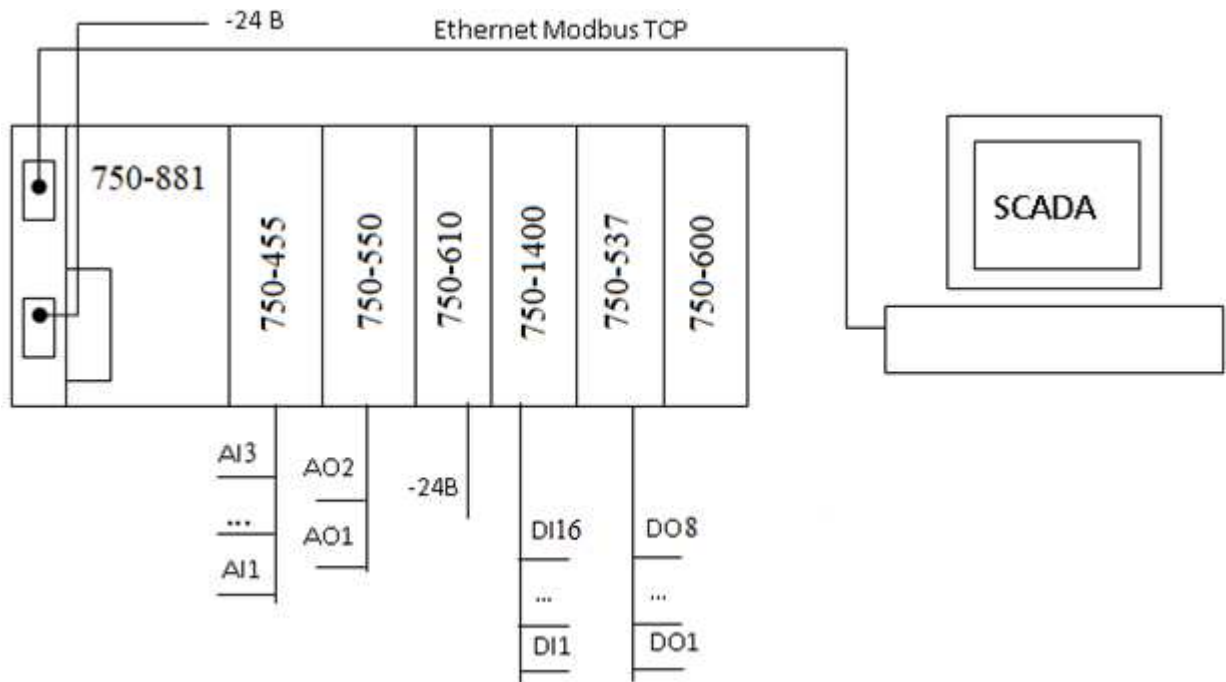 -24 В
Ethernet Modbus TCP
750-881
750-455
750-550
750-610
750-1400
750-537
750-600
SCADA
AI3
...
AI1
AO2
AO1
-24В
DI16
...
DI1
DO8
...
DO1